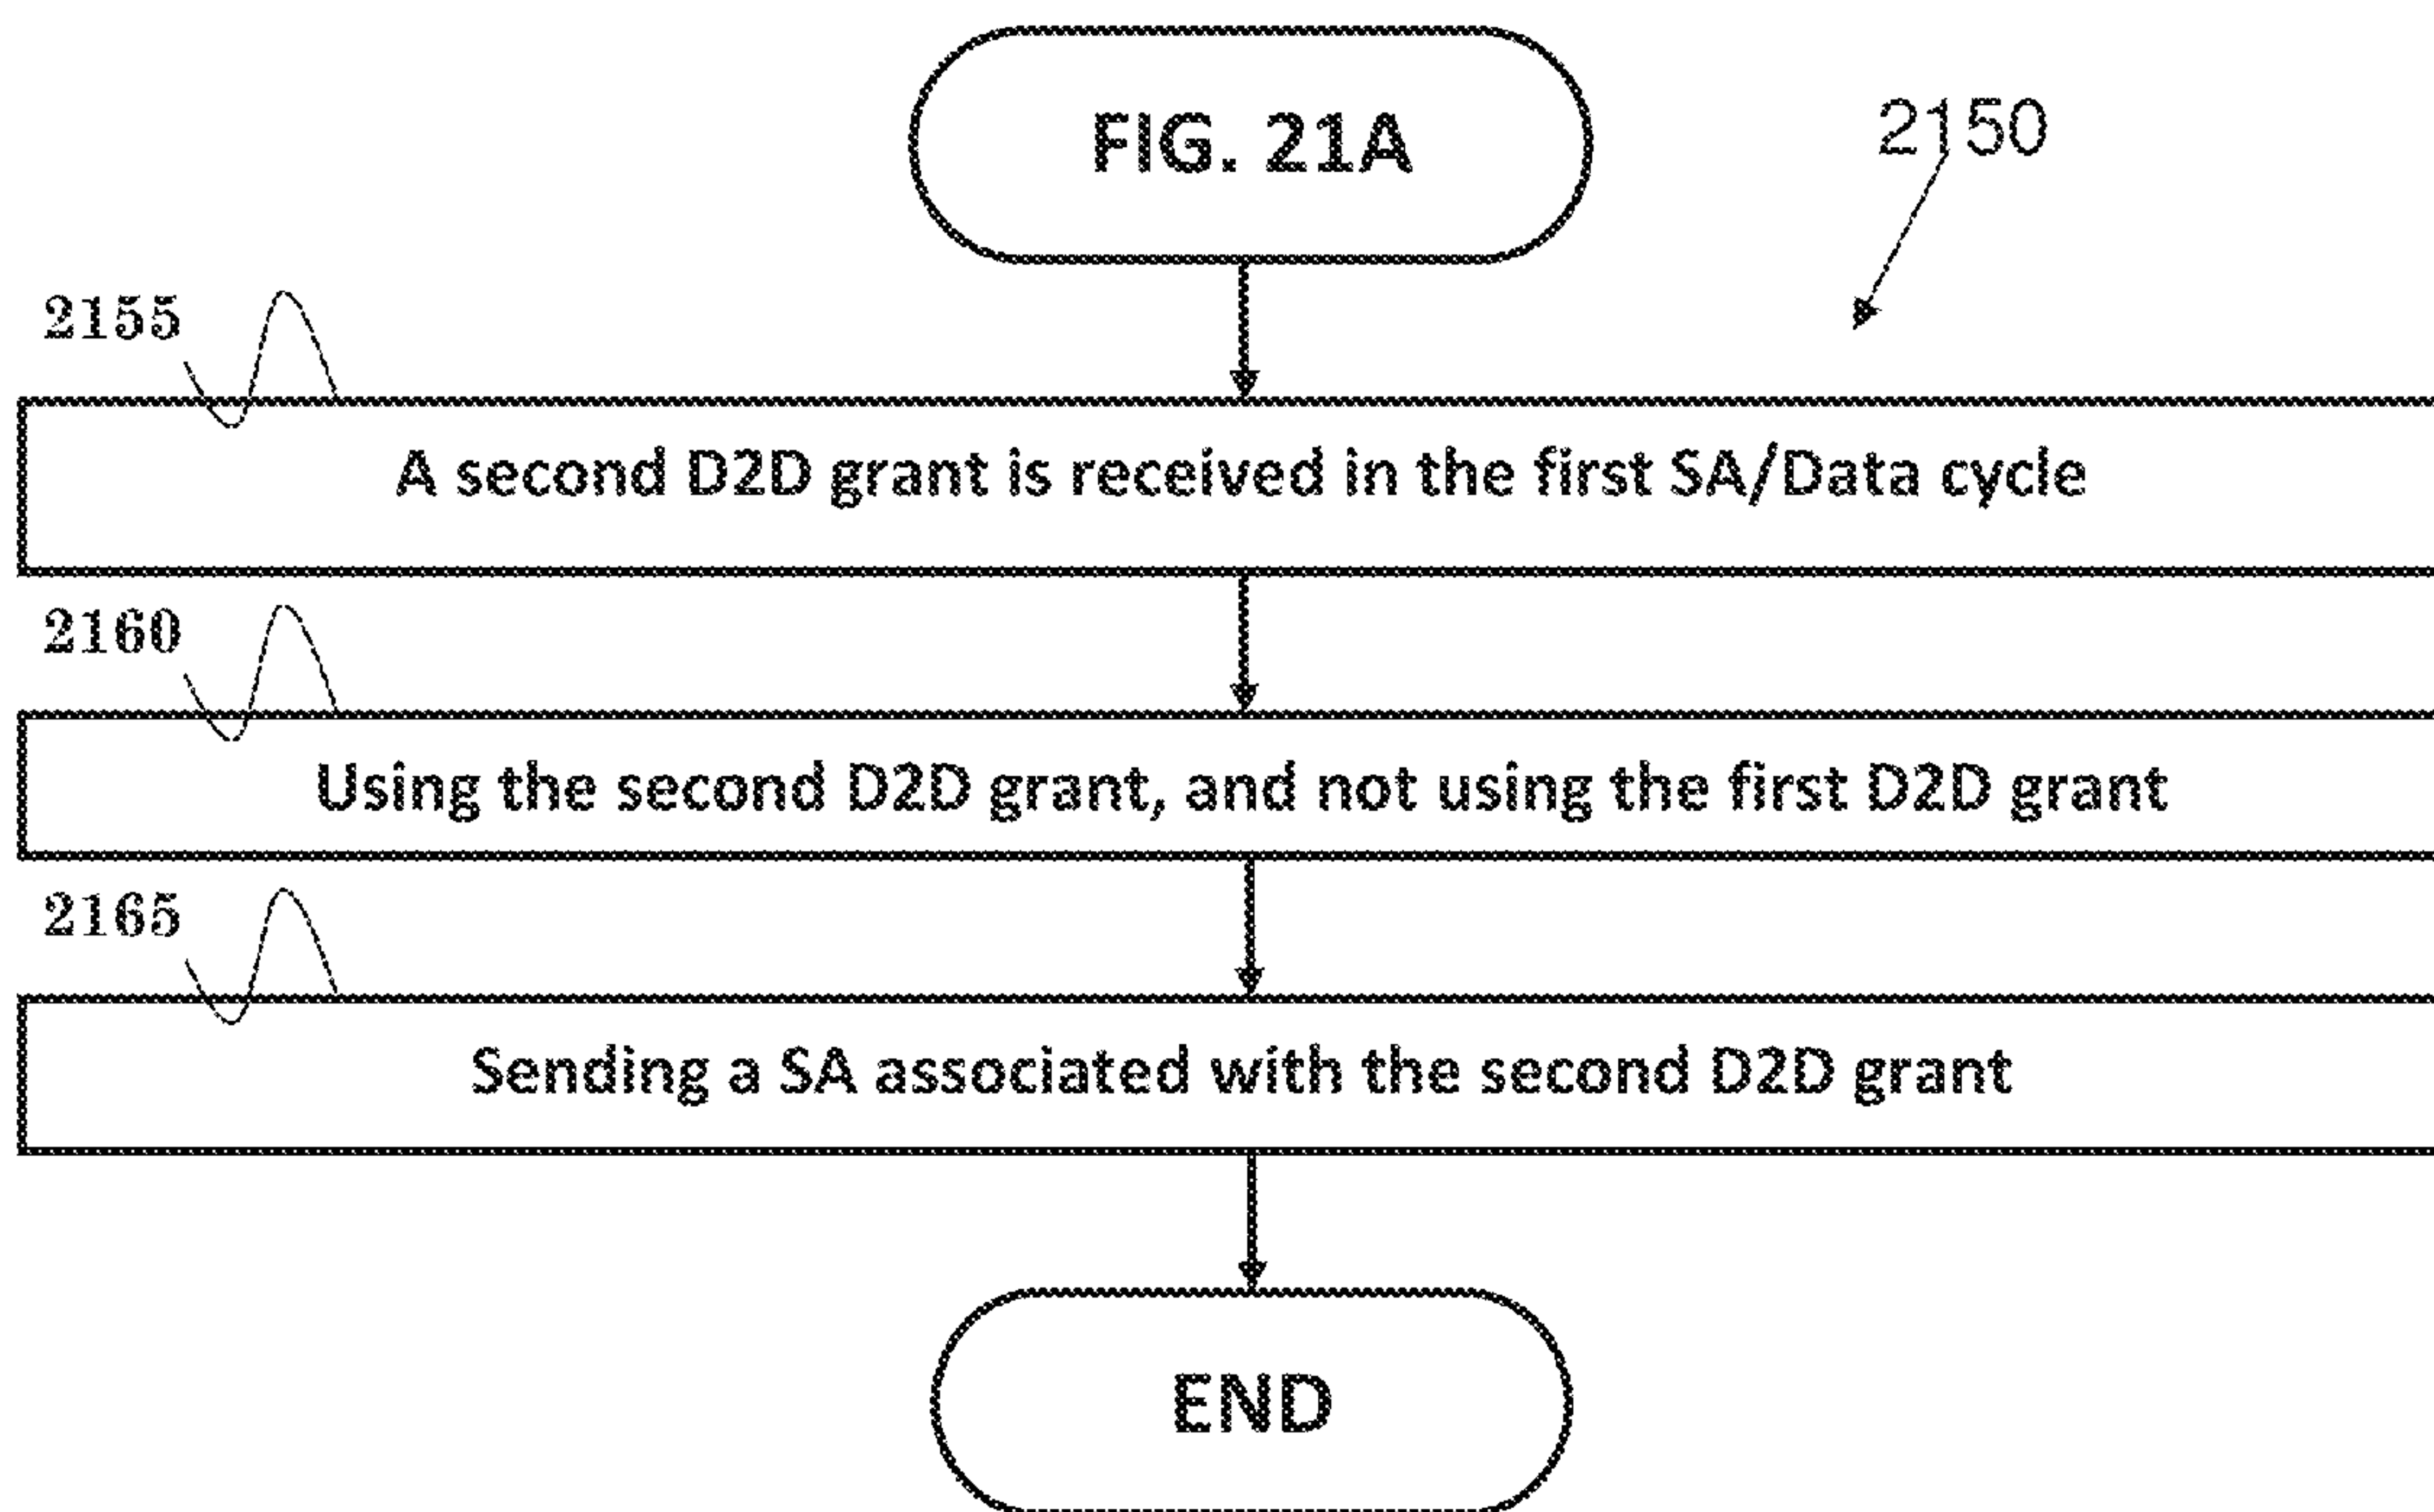 FIG. 21A
2150
2155
A second D2D grant is received in the first SA/Data cycle
2160
Using the second D2D grant, and not using the first D2D grant
2165
Sending a SA associated with the second D2D grant
END